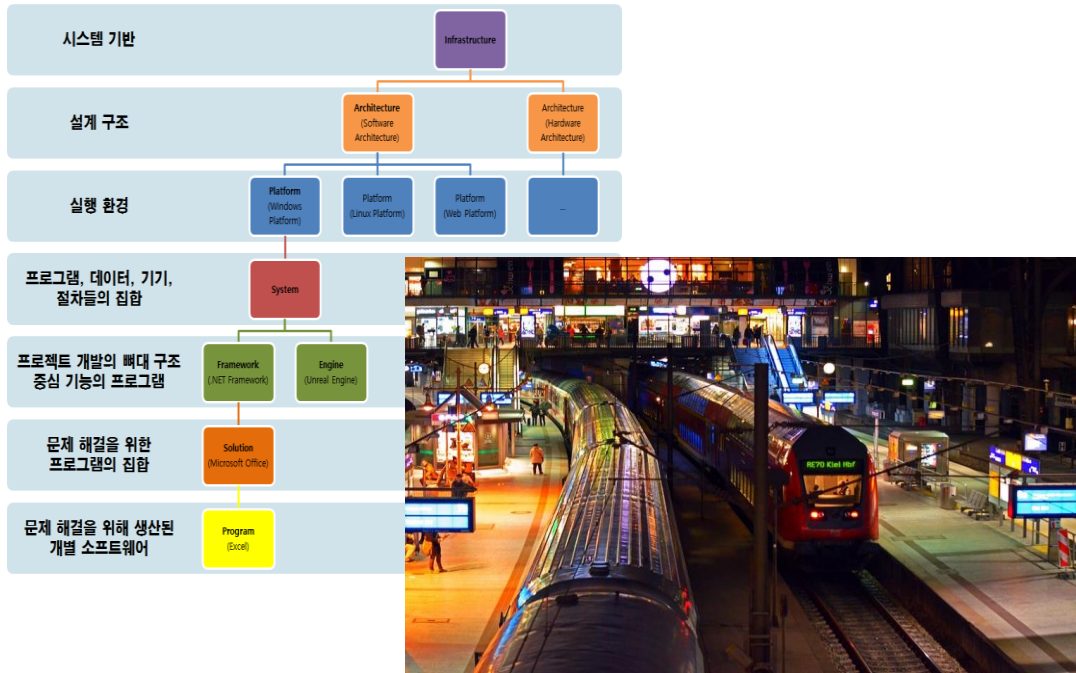 시스템 기반
Infrastructure
설계 구조
Architecture
(Software
Architecture)
Architecture
(Hardware
Architecture)
실행 환경
Platform
(Windows
Platform)
Platform
(Linux Platform)
Platform
(Web Platform)
...
프로그램, 데이터, 기기,
절차들의 집합
System
프로젝트 개발의 뼈대 구조
중심 기능의 프로그램
Framework
(.NET Framework)
Engine
(Unreal Engine)
문제 해결을 위한
프로그램의 집합
Solution
(Microsoft Office)
문제 해결을 위해 생산된
개별 소프트웨어
Program
(Excel)
RE70 Kiel Hbf